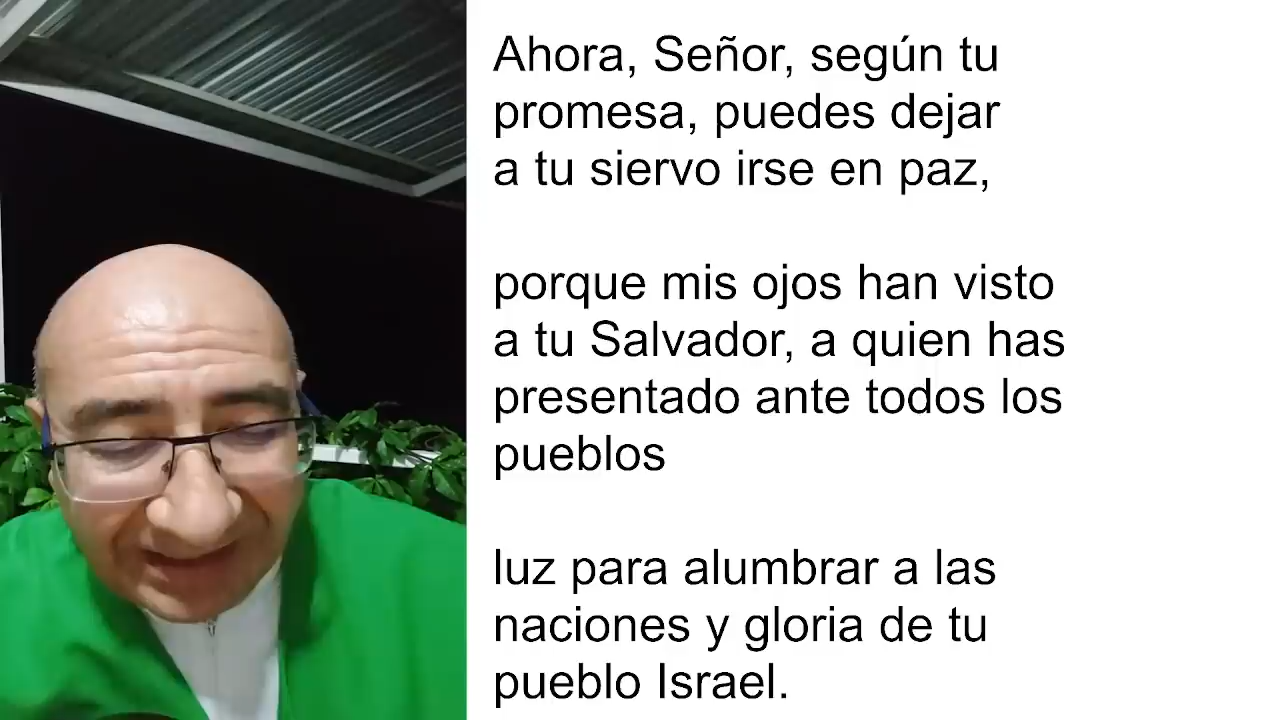 Ahora, Señor, según tu
promesa, puedes dejar
a tu siervo irse en paz,
porque mis ojos han visto
a tu Salvador, a quien has
presentado ante todos los
pueblos
luz para alumbrar a las
naciones y gloria de tu
pueblo Israel.